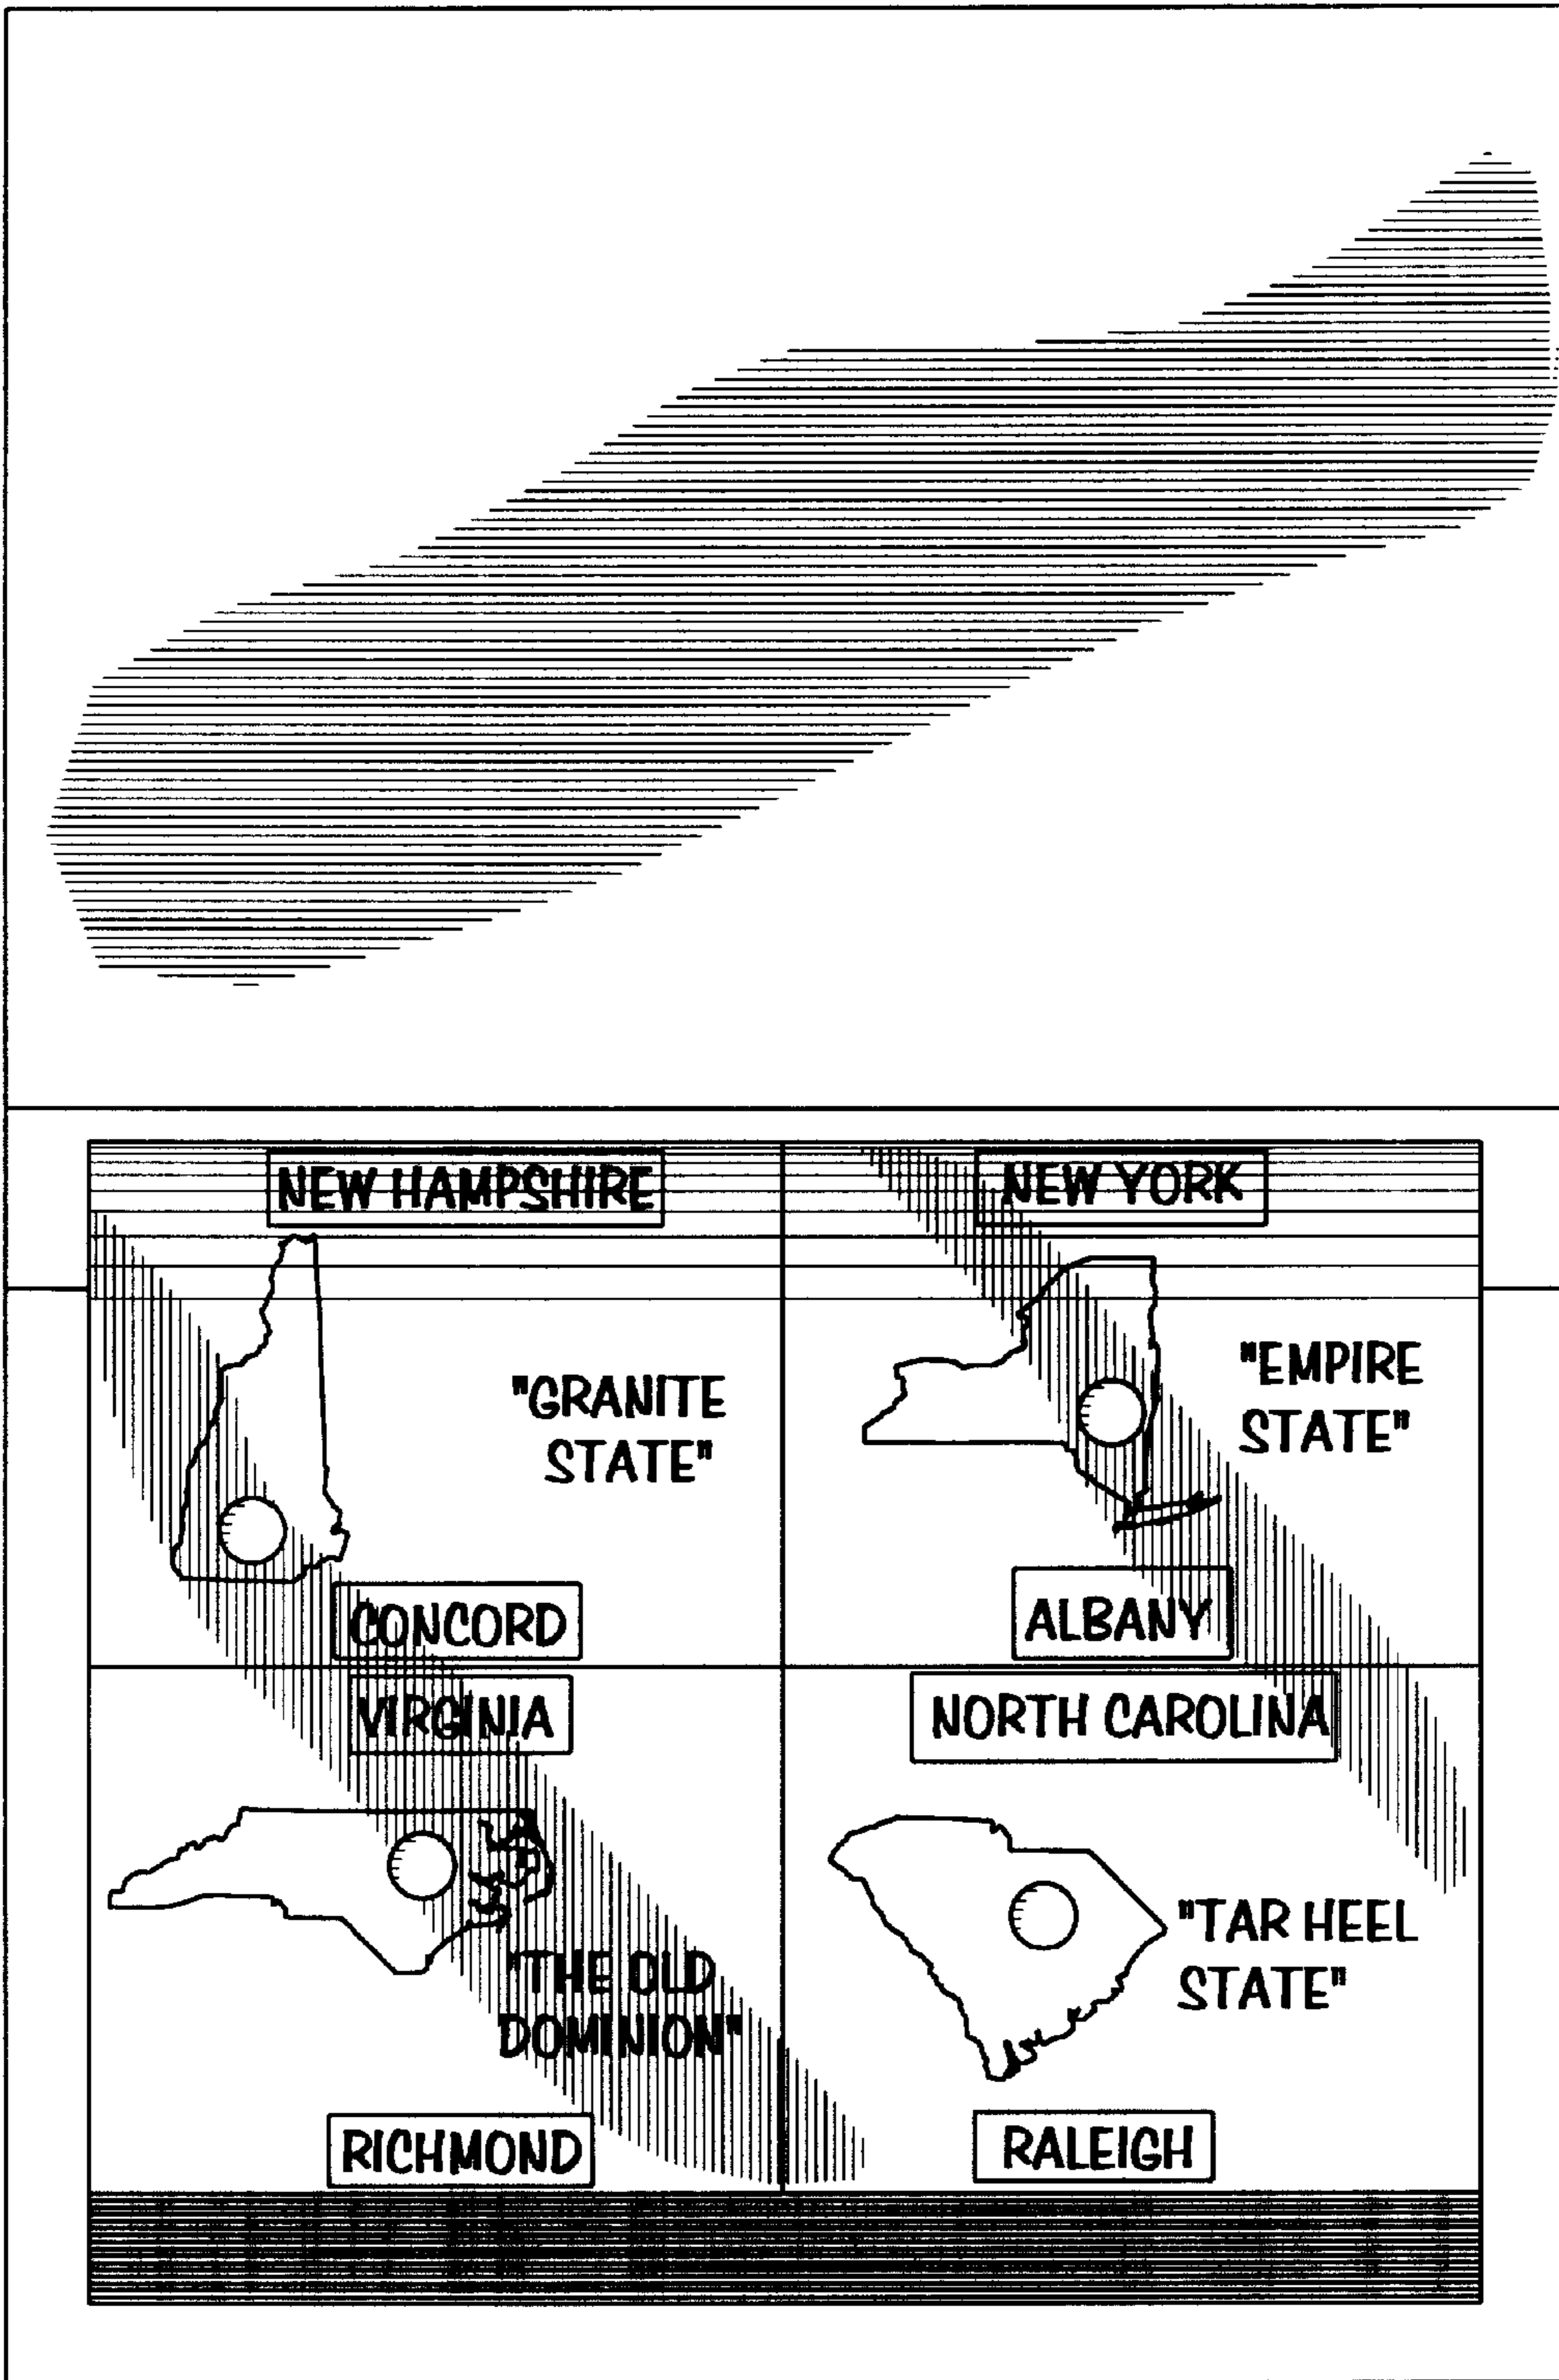 NEW HAMPSHIRE
"GRANITE
STATE"
CONCORD
NEW YORK
"EMPIRE
STATE"
ALBANY
VIRGINIA
"THE OLD
DOMINION"
RICHMOND
NORTH CAROLINA
"TAR HEEL
STATE"
RALEIGH